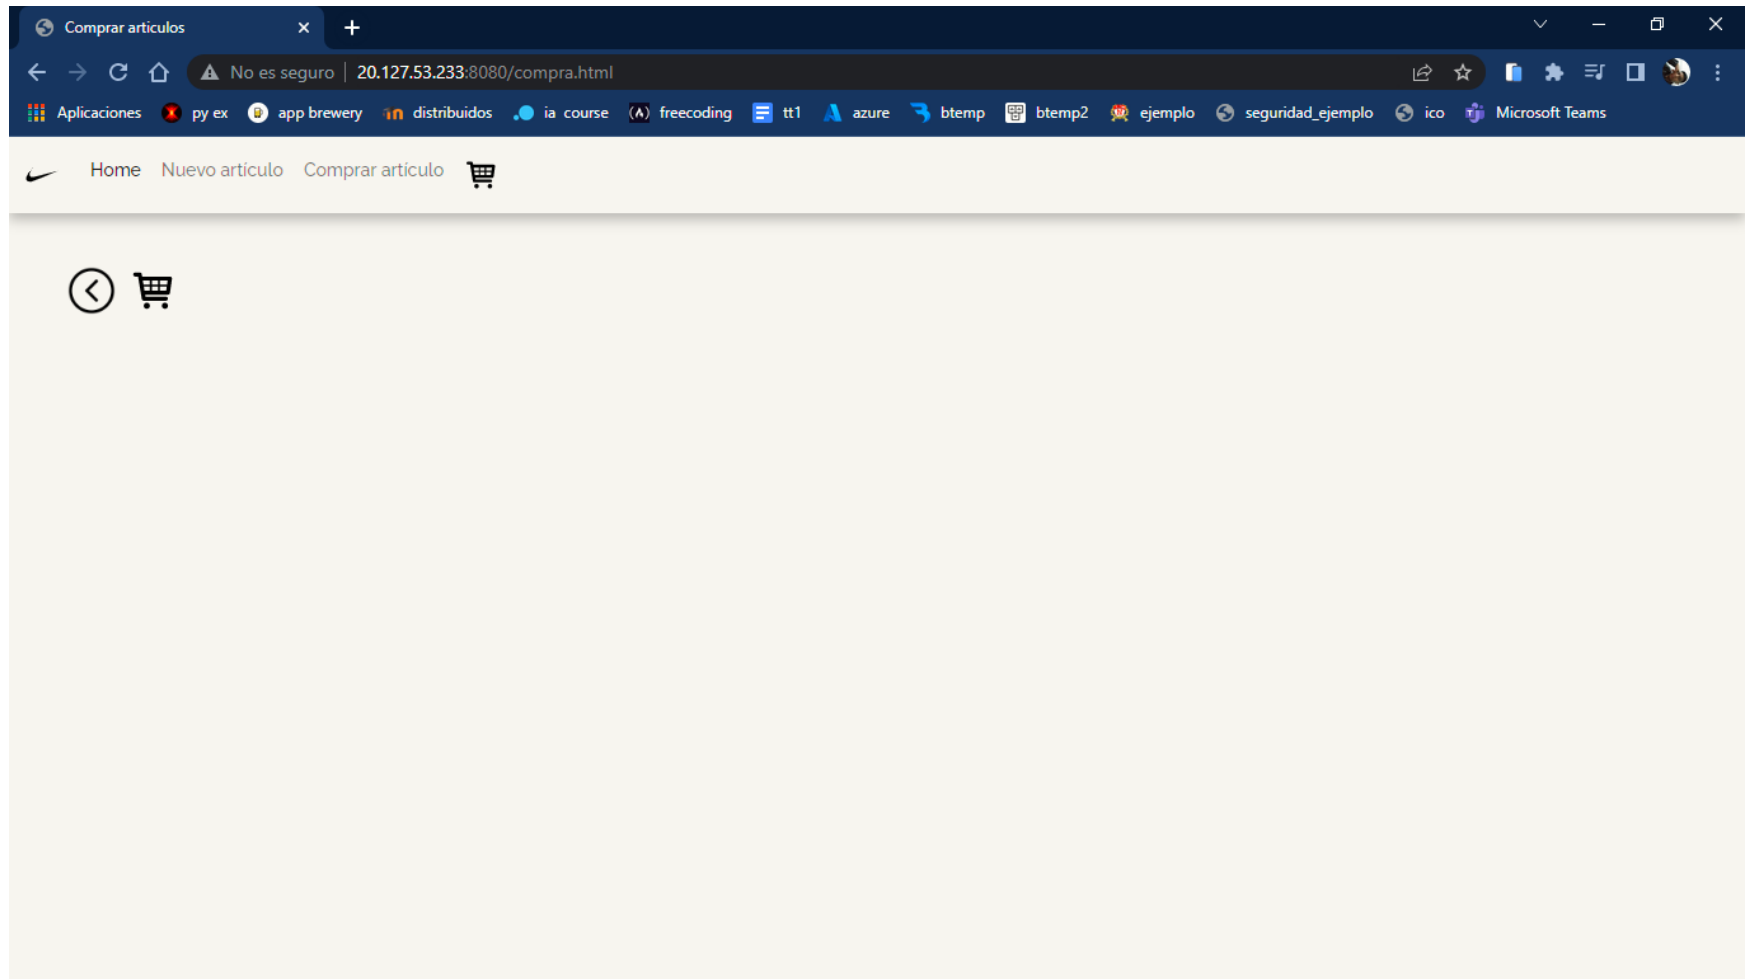 Comprar articulos
No es seguro 20.127.53.233:8080/compra.html
Aplicaciones py ex app brewery distribuidos ia course freecoding tt1 azure btemp btemp2 ejemplo seguridad_ejemplo ico Microsoft Teams
Home Nuevo artículo Comprar artículo